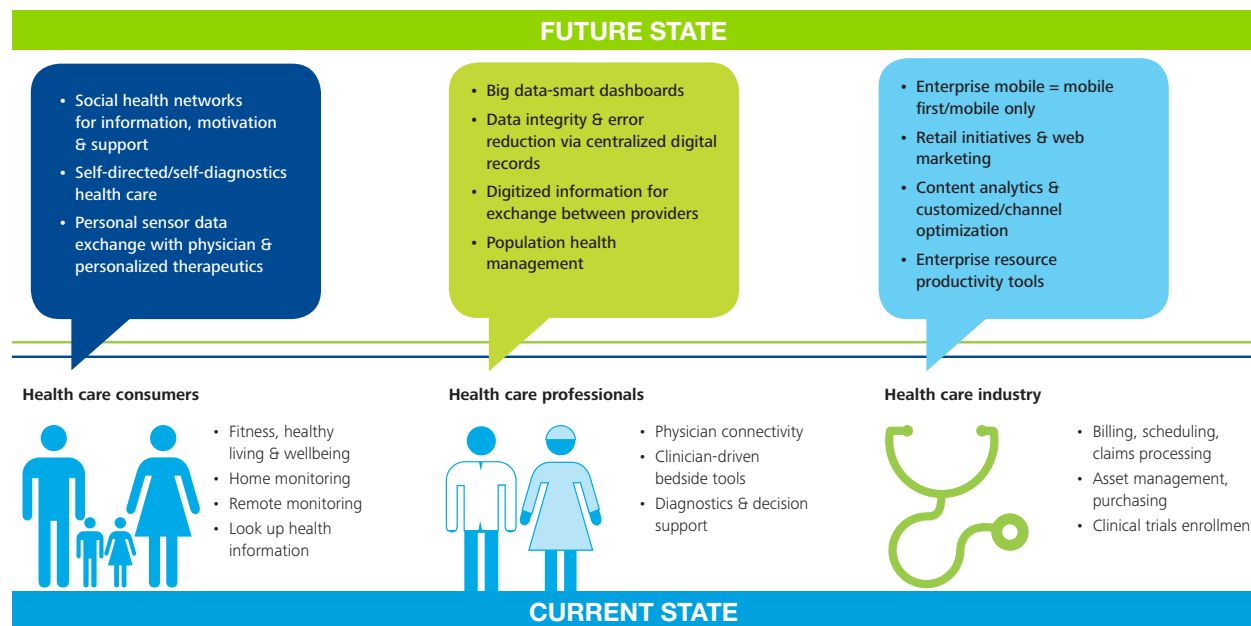 FUTURE STATE
• Social health networks
for information, motivation
& support
• Self-directed/self-diagnostics
health care
• Personal sensor data
exchange with physician &
personalized therapeutics
• Big data-smart dashboards
• Data integrity & error
reduction via centralized digital
records
• Digitized information for
exchange between providers
• Population health
management
• Enterprise mobile = mobile
first/mobile only
• Retail initiatives & web
marketing
• Content analytics &
customized/channel
optimization
• Enterprise resource
productivity tools
Health care consumers
• Fitness, healthy
living & wellbeing
• Home monitoring
• Remote monitoring
• Look up health
information
Health care professionals
• Physician connectivity
• Clinician-driven
bedside tools
• Diagnostics & decision
support
Health care industry
• Billing, scheduling,
claims processing
• Asset management,
purchasing
• Clinical trials enrollment
CURRENT STATE